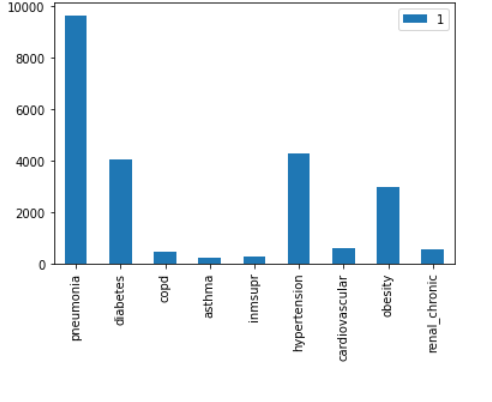 10000
8000
6000
4000
2000
0
1
pneumonia
diabetes
copd
asthma
inmsupr
hypertension
cardiovascular
obesity
renal_chronic